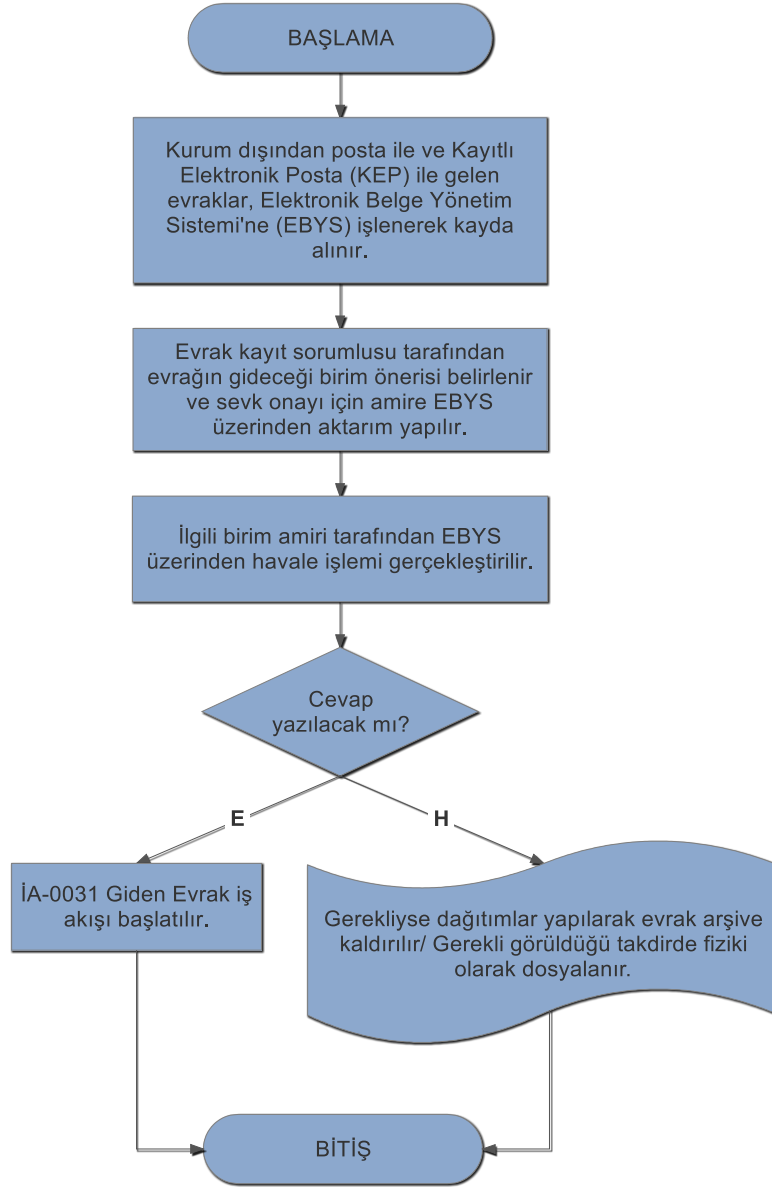 BAŞLAMA
Kurum dışından posta ile ve Kayıtlı
Elektronik Posta (KEP) ile gelen
evraklar, Elektronik Belge Yönetim
Sistemi'ne (EBYS) işlenerek kayda
alınır.
Evrak kayıt sorumlusu tarafından
evrağın gideceği birim önerisi belirlenir
ve sevk onayı için amire EBYS
üzerinden aktarım yapılır.
İlgili birim amiri tarafından EBYS
üzerinden havale işlemi gerçekleştirilir.
Cevap
yazılacak mı?
E
H
İA-0031 Giden Evrak iş
akışı başlatılır.
Gerekliyse dağıtımlar yapılarak evrak arşive
kaldırılır/ Gerekli görüldüğü takdirde fiziki
olarak dosyalanır.
BİTİŞ